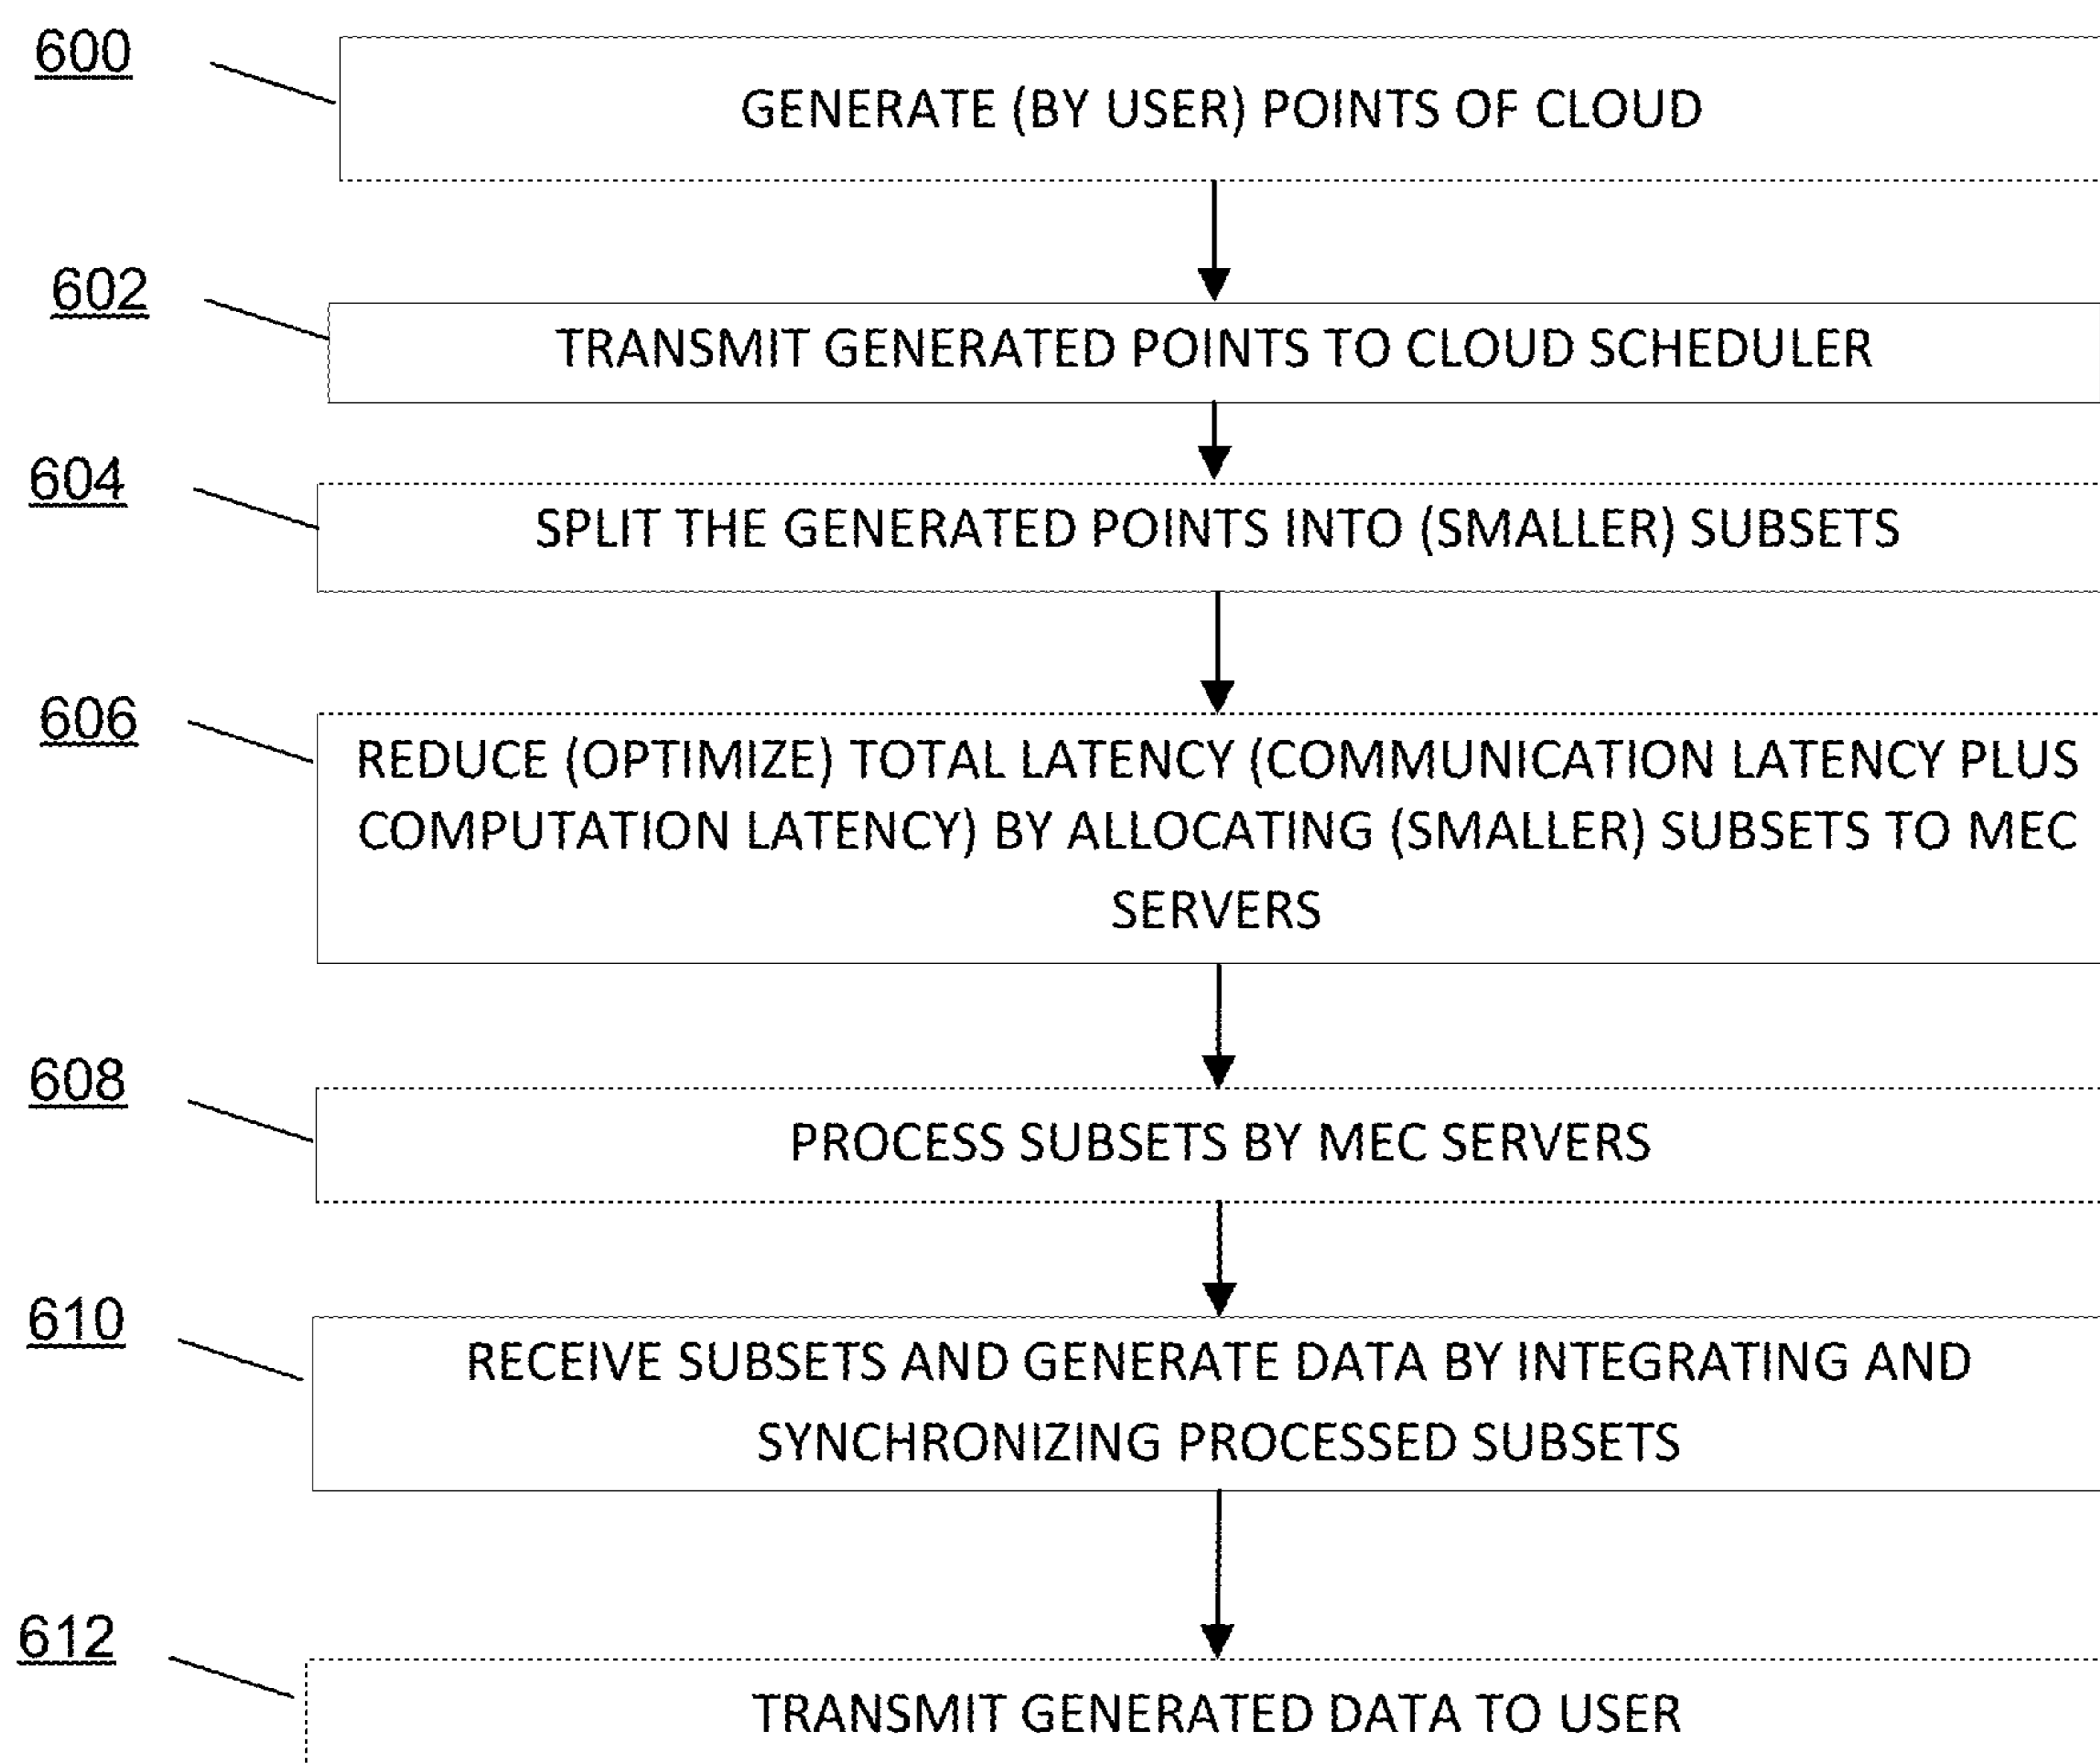 600
GENERATE (BY USER) POINTS OF CLOUD
602
TRANSMIT GENERATED POINTS TO CLOUD SCHEDULER
604
SPLIT THE GENERATED POINTS INTO (SMALLER) SUBSETS
606
REDUCE (OPTIMIZE) TOTAL LATENCY (COMMUNICATION LATENCY PLUS
COMPUTATION LATENCY) BY ALLOCATING (SMALLER) SUBSETS TO MEC
SERVERS
608
PROCESS SUBSETS BY MEC SERVERS
610
RECEIVE SUBSETS AND GENERATE DATA BY INTEGRATING AND
SYNCHRONIZING PROCESSED SUBSETS
612
TRANSMIT GENERATED DATA TO USER